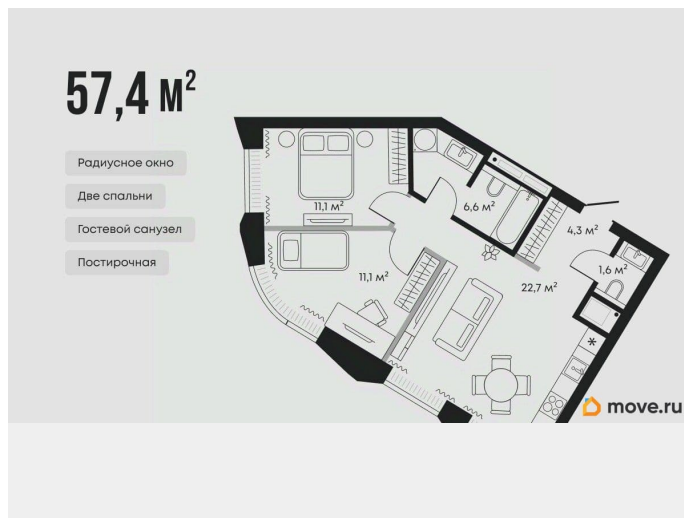 57,4 м²
Радиусное окно
Две спальни
Гостевой санузел
Постирочная
11,1 м²
6,6 м²
4,3 м²
11,1 м²
1,6 м²
22,7 м²
move.ru